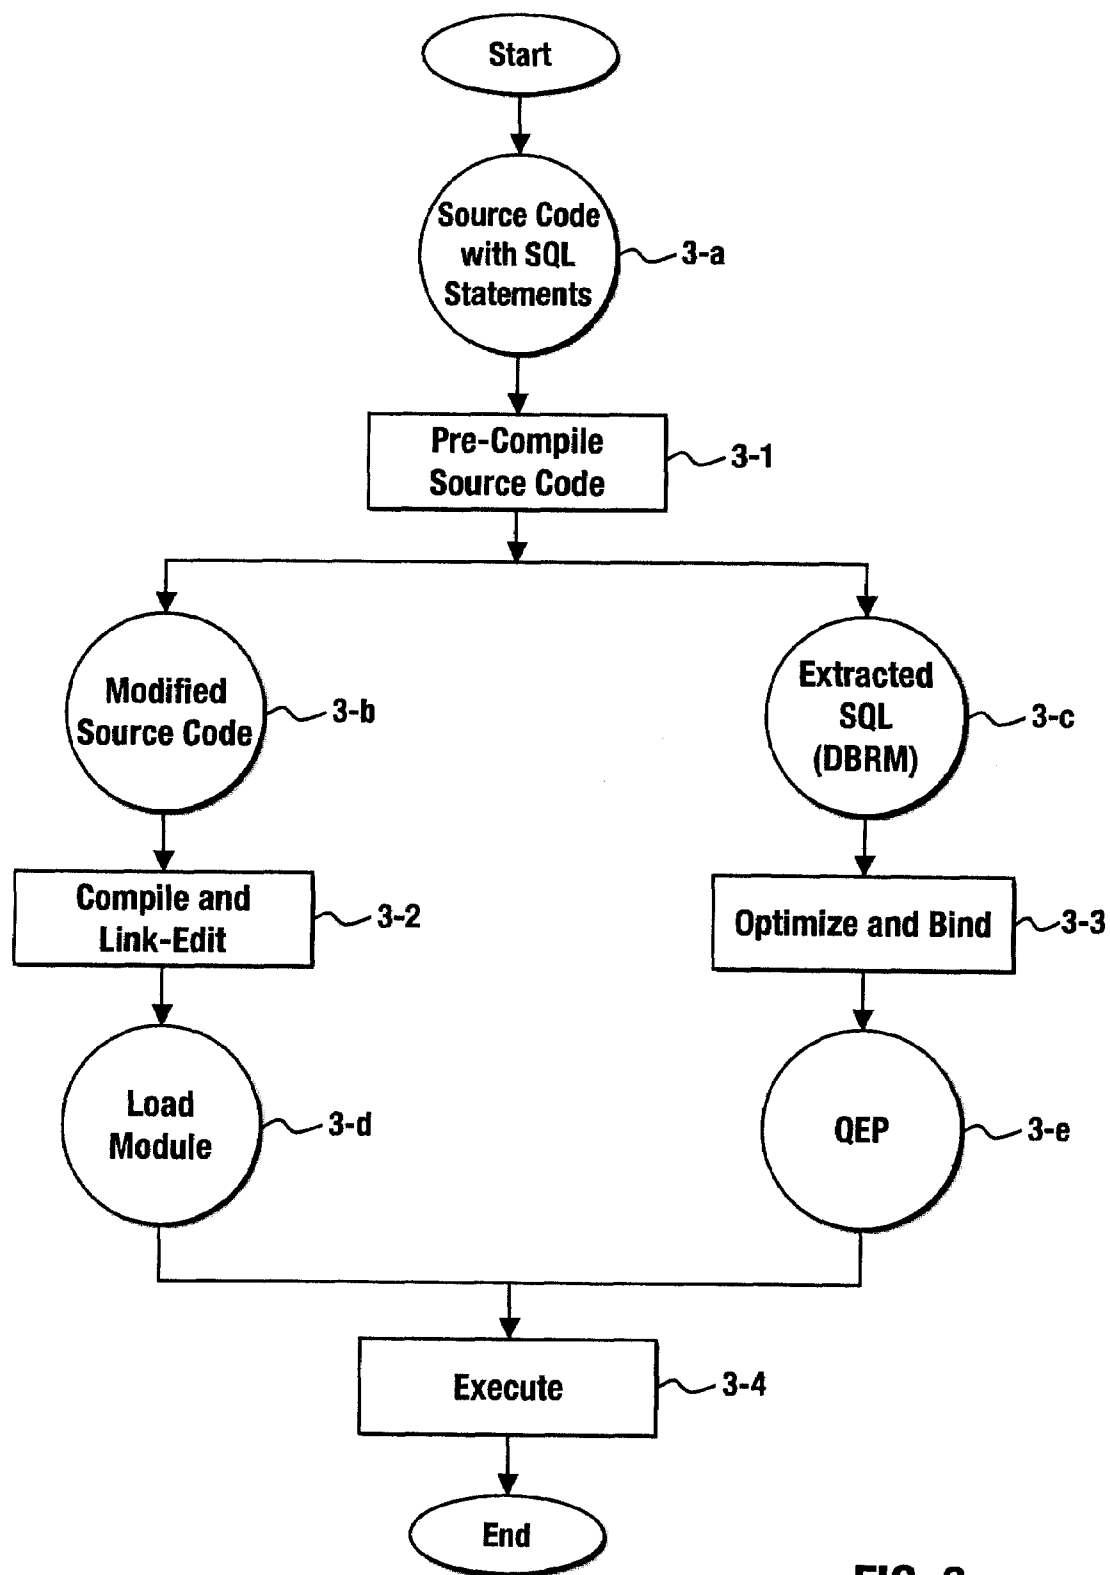 Start
Source Code
with SQL
Statements
3-a
Pre-Compile
Source Code
3-1
Modified
Source Code
3-b
Extracted
SQL
(DBRM)
3-c
Compile and
Link-Edit
3-2
Optimize and Bind
3-3
Load
Module
3-d
QEP
3-e
Execute
3-4
End